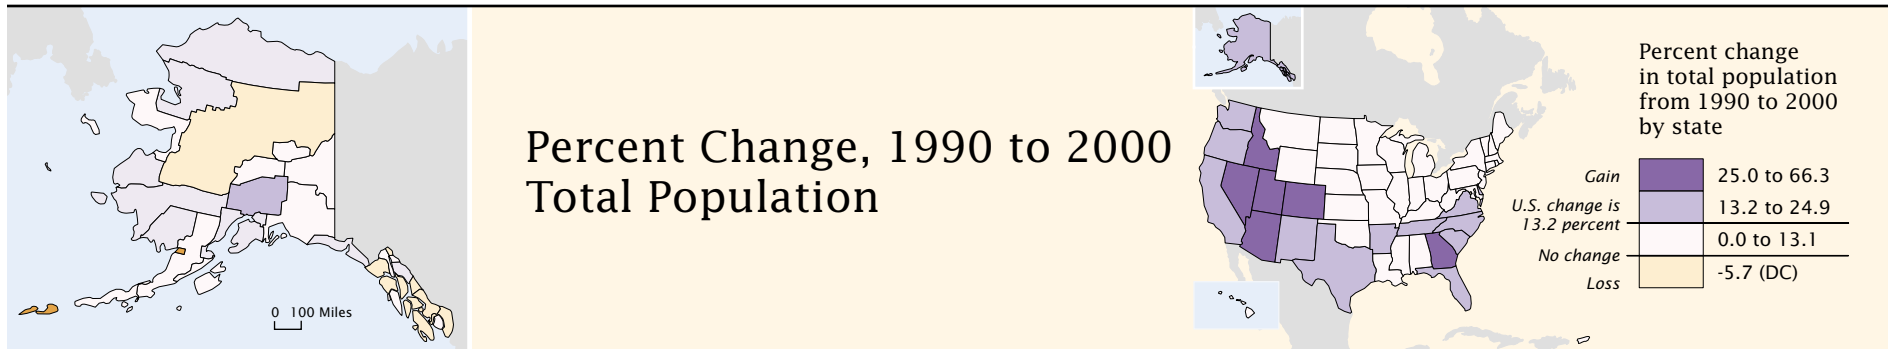 Percent Change, 1990 to 2000
Total Population
0 100 Miles
Percent change
in total population
from 1990 to 2000
by state
Gain
25.0 to 66.3
U.S. change is
13.2 percent
13.2 to 24.9
0.0 to 13.1
No change
Loss
-5.7 (DC)